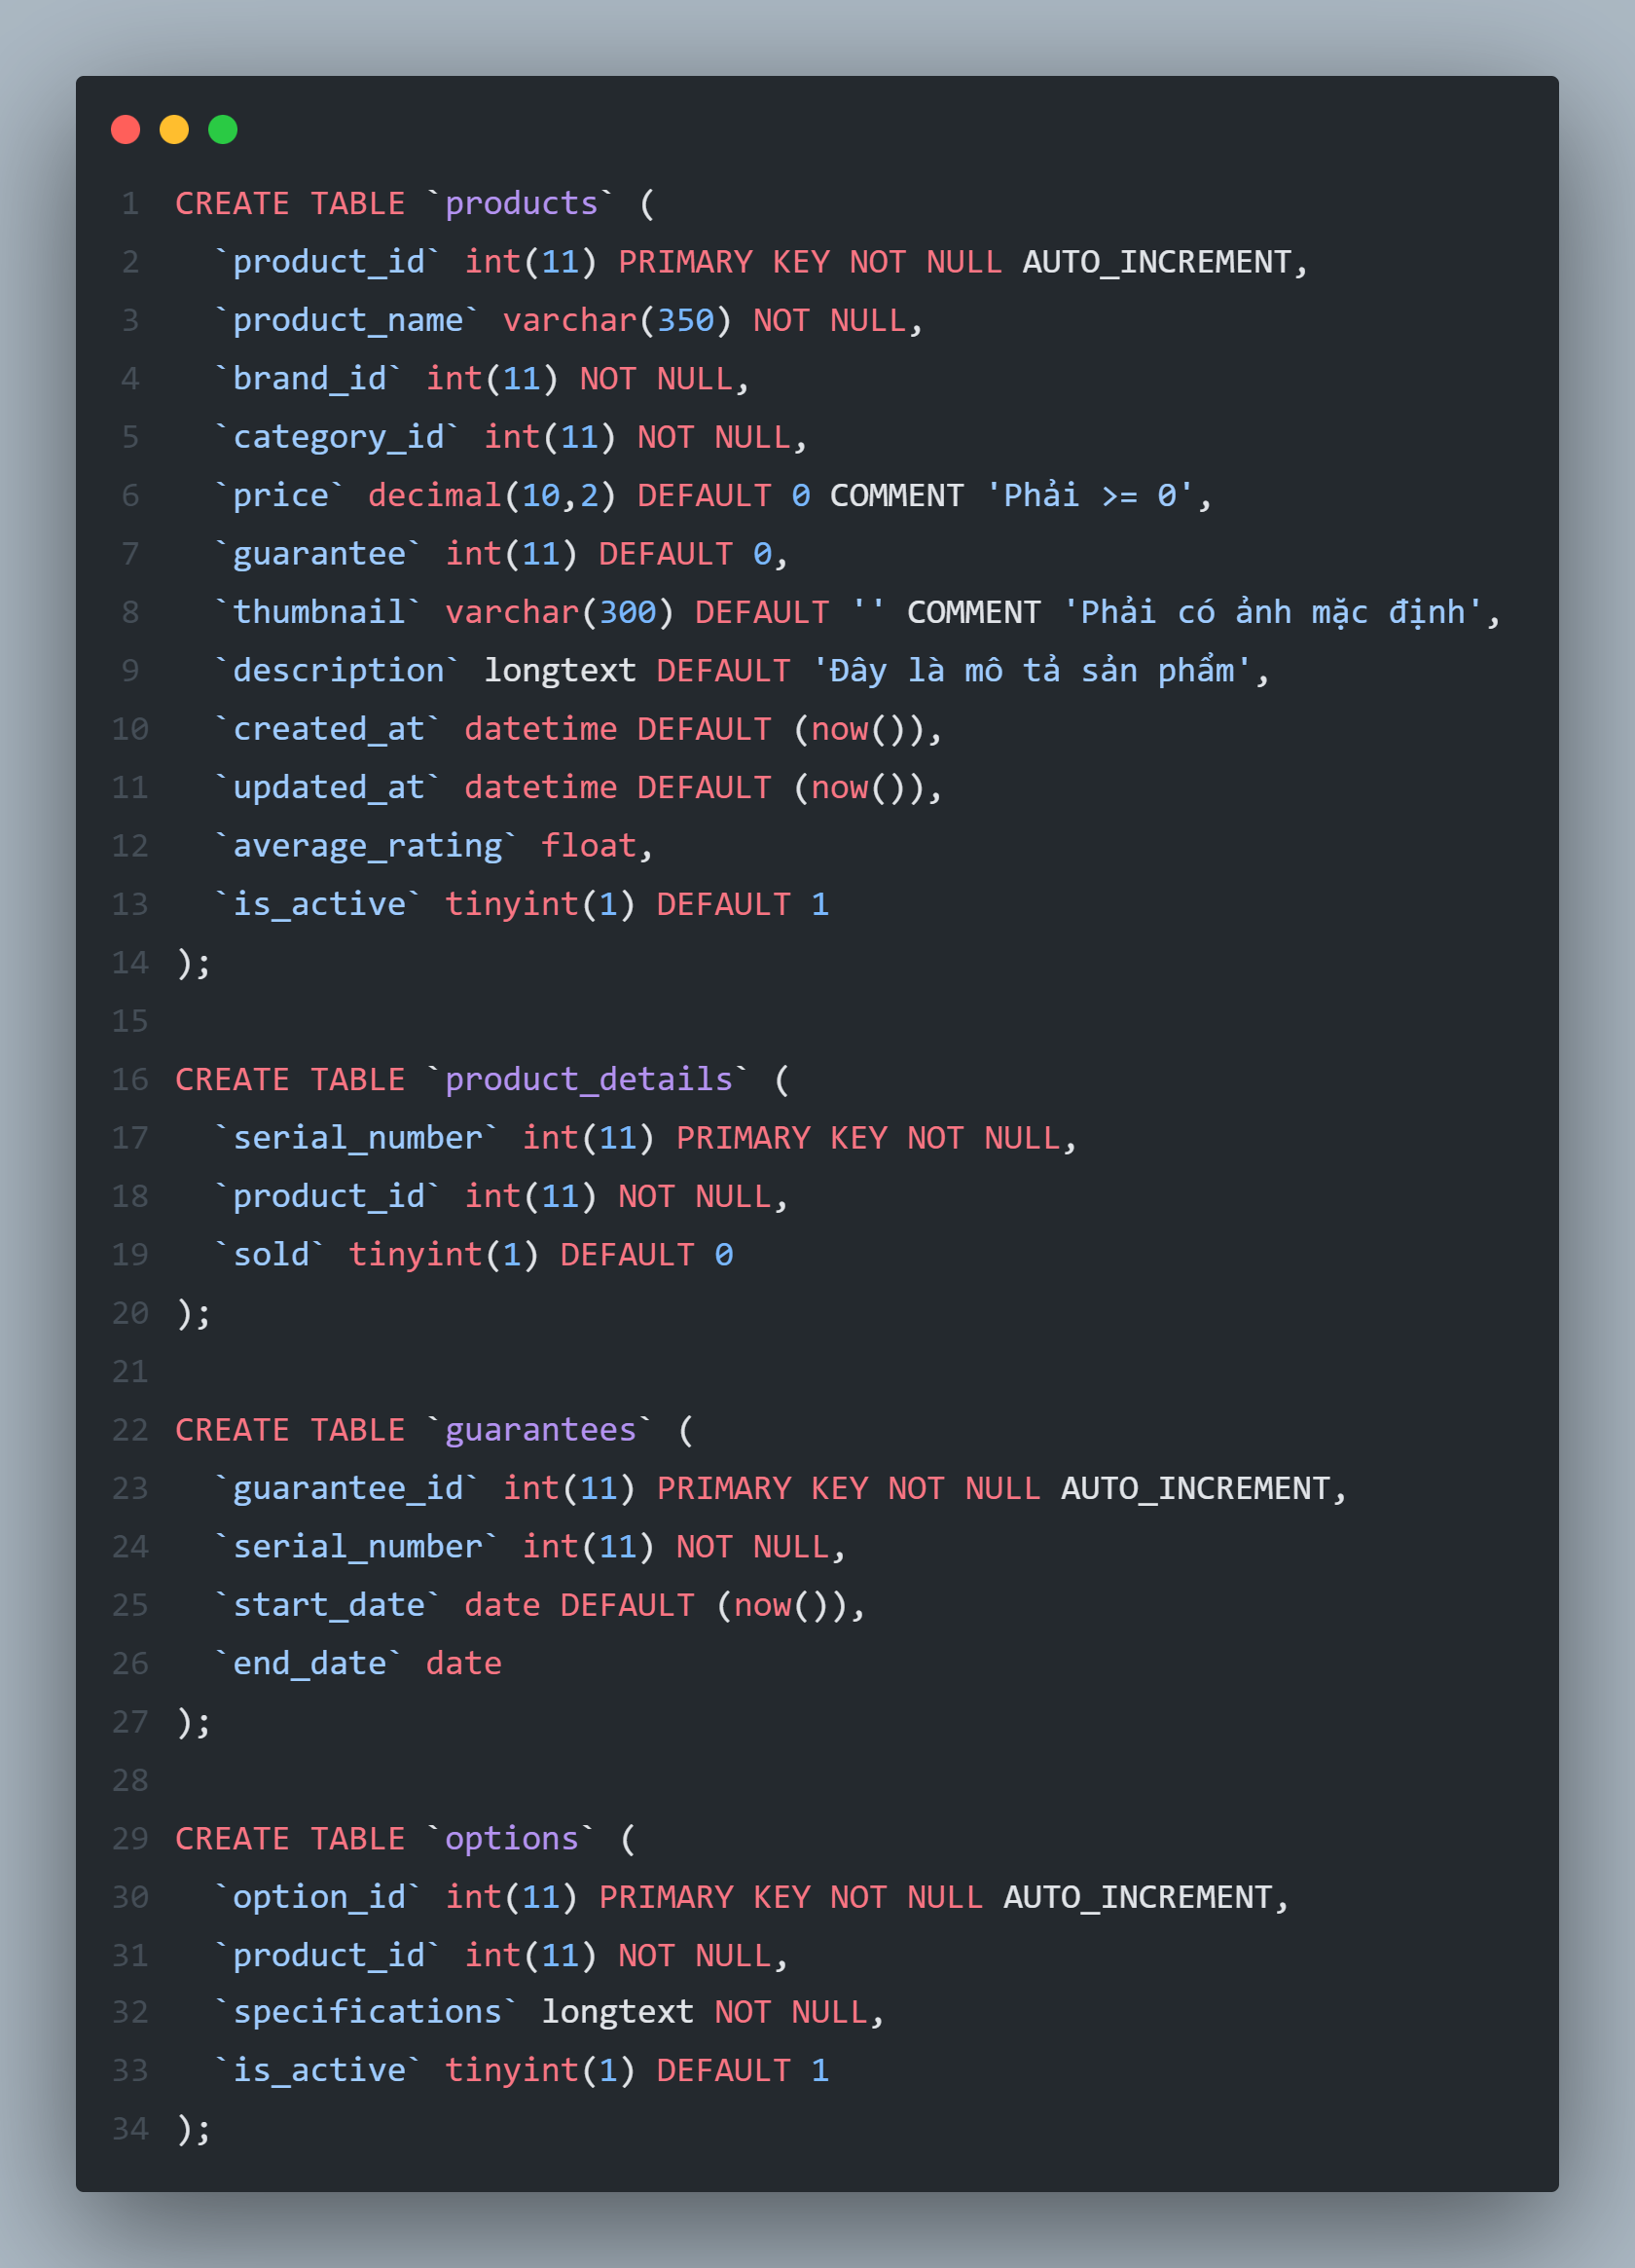 1 CREATE TABLE `products` (
2   `product_id` int(11) PRIMARY KEY NOT NULL AUTO_INCREMENT,
3   `product_name` varchar(350) NOT NULL,
4   `brand_id` int(11) NOT NULL,
5   `category_id` int(11) NOT NULL,
6   `price` decimal(10,2) DEFAULT 0 COMMENT 'Phải >= 0',
7   `guarantee` int(11) DEFAULT 0,
8   `thumbnail` varchar(300) DEFAULT '' COMMENT 'Phải có ảnh mặc định',
9   `description` longtext DEFAULT 'Đây là mô tả sản phẩm',
10   `created_at` datetime DEFAULT (now()),
11   `updated_at` datetime DEFAULT (now()),
12   `average_rating` float,
13   `is_active` tinyint(1) DEFAULT 1
14 );
15
16 CREATE TABLE `product_details` (
17   `serial_number` int(11) PRIMARY KEY NOT NULL,
18   `product_id` int(11) NOT NULL,
19   `sold` tinyint(1) DEFAULT 0
20 );
21
22 CREATE TABLE `guarantees` (
23   `guarantee_id` int(11) PRIMARY KEY NOT NULL AUTO_INCREMENT,
24   `serial_number` int(11) NOT NULL,
25   `start_date` date DEFAULT (now()),
26   `end_date` date
27 );
28
29 CREATE TABLE `options` (
30   `option_id` int(11) PRIMARY KEY NOT NULL AUTO_INCREMENT,
31   `product_id` int(11) NOT NULL,
32   `specifications` longtext NOT NULL,
33   `is_active` tinyint(1) DEFAULT 1
34 );